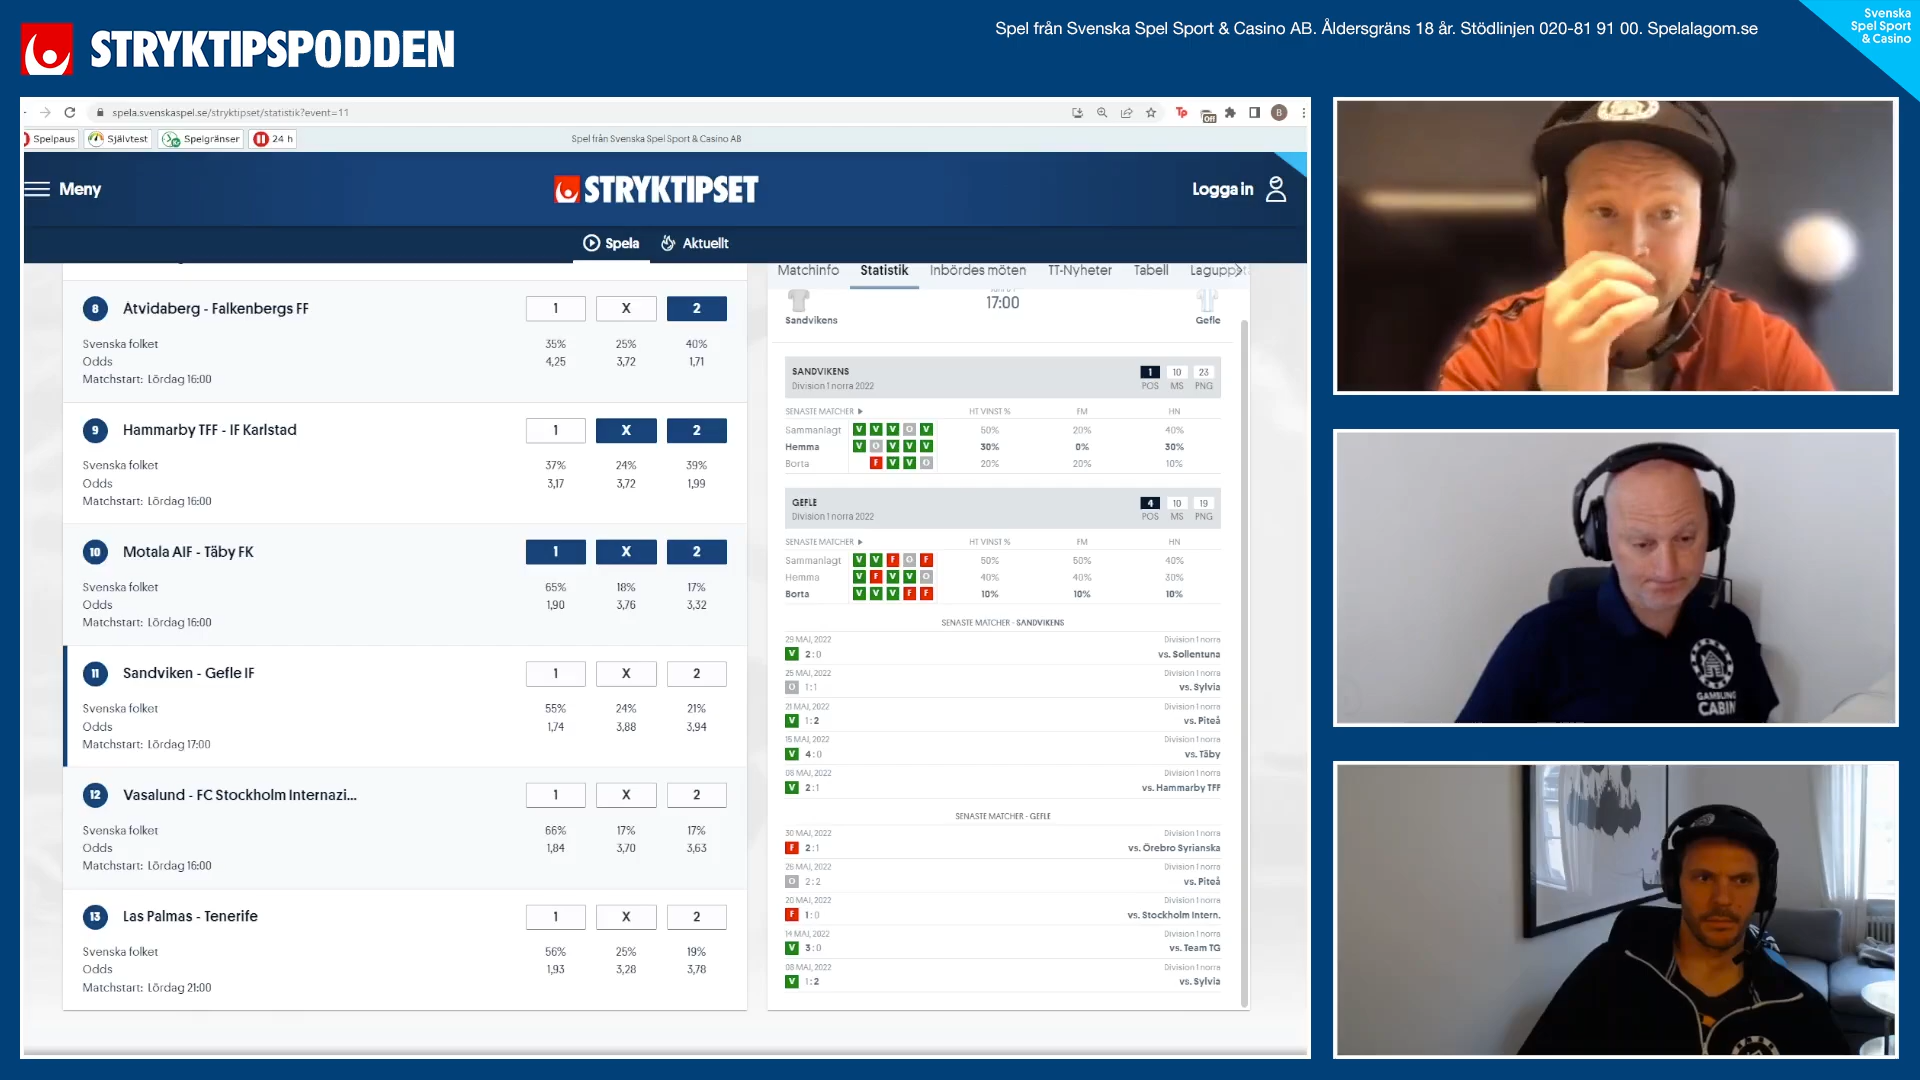 STRYKTIPSPODDEN
Spel från Svenska Spel Sport & Casino AB. Åldersgräns 18 år. Stödlinjen 020-81 91 00. Spelalagom.se
Svenska
Spel Sport
& Casino
spela.svenskaspel.se/stryktipset/statistik?event=11
Tp
Off
B
Spelpaus
Självtest
Spelgränser
24 h
Spel från Svenska Spel Sport & Casino AB
Meny
STRYKTIPSET
Logga in
Spela
Aktuellt
8 Åtvidaberg - Falkenbergs FF 1 X 2
Svenska folket 35% 25% 40%
Odds 4,25 3,72 1,71
Matchstart: Lördag 16:00
9 Hammarby TFF - IF Karlstad 1 X 2
Svenska folket 37% 24% 39%
Odds 3,17 3,72 1,99
Matchstart: Lördag 16:00
10 Motala AIF - Täby FK 1 X 2
Svenska folket 65% 18% 17%
Odds 1,90 3,76 3,32
Matchstart: Lördag 16:00
11 Sandviken - Gefle IF 1 X 2
Svenska folket 55% 24% 21%
Odds 1,74 3,88 3,94
Matchstart: Lördag 17:00
12 Vasalund - FC Stockholm Internazi... 1 X 2
Svenska folket 66% 17% 17%
Odds 1,84 3,70 3,63
Matchstart: Lördag 16:00
13 Las Palmas - Tenerife 1 X 2
Svenska folket 56% 25% 19%
Odds 1,93 3,28 3,78
Matchstart: Lördag 21:00
Matchinfo Statistik Inbördes möten TT-Nyheter Tabell
17:00
Sandvikens Gefle
SANDVIKENS 1 10 23
Division 1 norra 2022 POS MS PNG
SENASTE MATCHER HT VINST % FM HN
Sammanlagt V V V O V 50% 20% 40%
Hemma V O V V V 30% 0% 30%
Borta F V V O 20% 20% 10%
GEFLE 4 10 19
Division 1 norra 2022 POS MS PNG
SENASTE MATCHER HT VINST % FM HN
Sammanlagt V V F O F 50% 50% 40%
Hemma V F V V O 40% 40% 30%
Borta V V V F F 10% 10% 10%
SENASTE MATCHER - SANDVIKENS
29 MAJ, 2022 Division 1 norra
V 2:0 vs. Sollentuna
25 MAJ, 2022 Division 1 norra
O 1:1 vs. Sylvia
21 MAJ, 2022 Division 1 norra
V 1:2 vs. Piteå
15 MAJ, 2022 Division 1 norra
V 4:0 vs. Täby
08 MAJ, 2022 Division 1 norra
V 2:1 vs. Hammarby TFF
SENASTE MATCHER - GEFLE
30 MAJ, 2022 Division 1 norra
F 2:1 vs. Örebro Syrianska
26 MAJ, 2022 Division 1 norra
O 2:2 vs. Piteå
20 MAJ, 2022 Division 1 norra
F 1:0 vs. Stockholm Intern.
14 MAJ, 2022 Division 1 norra
V 3:0 vs. Team TG
08 MAJ, 2022 Division 1 norra
V 1:2 vs. Sylvia
GAMBLING
CABIN